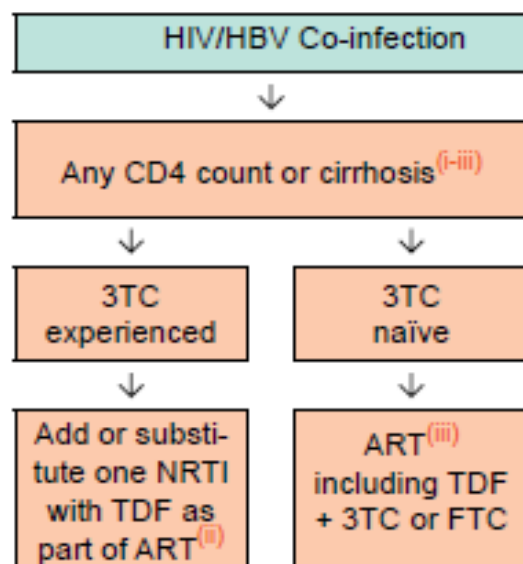 HIV/HBV Co-infection
↓
Any CD4 count or cirrhosis(i-iii)
↓ ↓
3TC
experienced
3TC
naïve
↓ ↓
Add or substi-
tute one NRTI
with TDF as
part of ART(ii)
ART(iii)
including TDF
+ 3TC or FTC